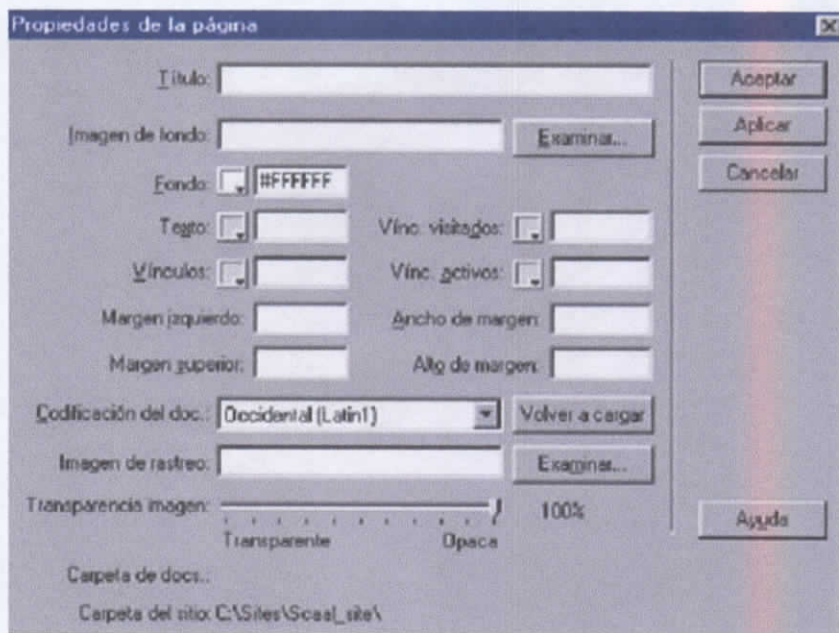 Propiedades de la página
Título:
Aceptar
Imagen de fondo:
Examinar...
Aplicar
Fondo: #FFFFFF
Cancelar
Texto:
Vínc. visitados:
Vínculos:
Vínc. activos:
Margen izquierdo:
Ancho de margen:
Margen superior:
Alto de margen:
Codificación del doc.: Occidental (Latin1)
Volver a cargar
Imagen de rastreo:
Examinar...
Transparencia imagen:
100%
Transparente
Opaca
Ayuda
Carpeta de docs.:
Carpeta del sitio: C:\Sites\Scaal_site\